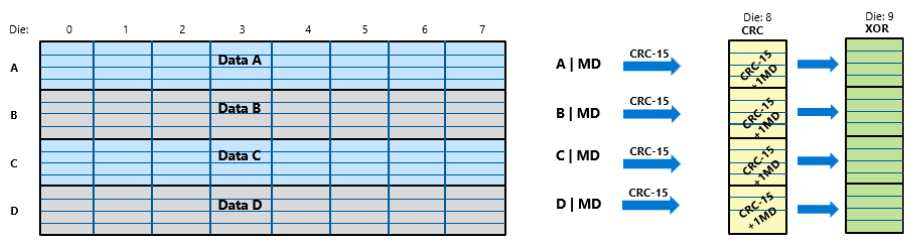 Die: 0 1 2 3 4 5 6 7
Die: 8
CRC
Die: 9
XOR
A
Data A
A | MD
CRC-15
CRC-15
+1MD
B
Data B
B | MD
CRC-15
CRC-15
+1MD
C
Data C
C | MD
CRC-15
CRC-15
+1MD
D
Data D
D | MD
CRC-15
CRC-15
+1MD